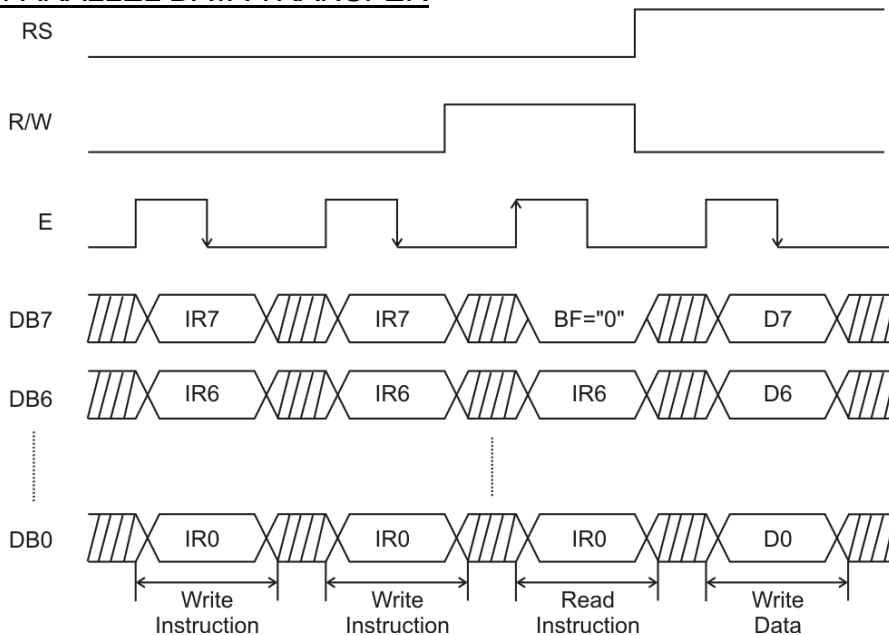 PARALLEL DATA TRANSFER
RS
R/W
E
DB7 IR7 IR7 BF="0" D7
DB6 IR6 IR6 IR6 D6
DB0 IR0 IR0 IR0 D0
Write Write Read Write
Instruction Instruction Instruction Data